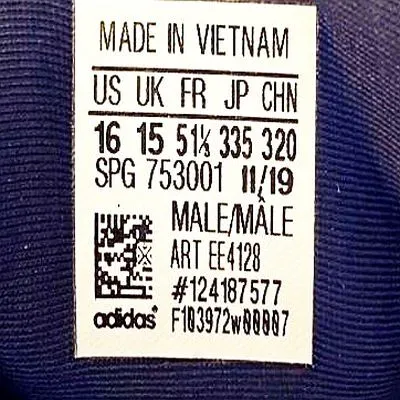 MADE IN VIETNAM
US UK FR JP CHN
16 15 51⅓ 335 320
SPG 753001 11/19
MALE/MÂLE
ART EE4128
#124187577
adidas® F103972w00007